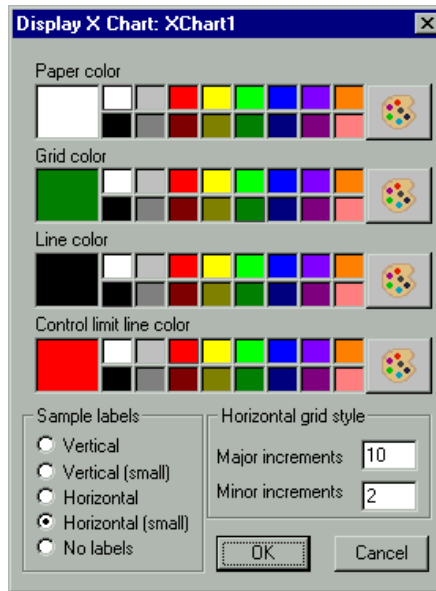 Display X Chart: XChart1
Paper color
Grid color
Line color
Control limit line color
Sample labels
Vertical
Vertical (small)
Horizontal
Horizontal (small)
No labels
Horizontal grid style
Major increments 10
Minor increments 2
OK Cancel